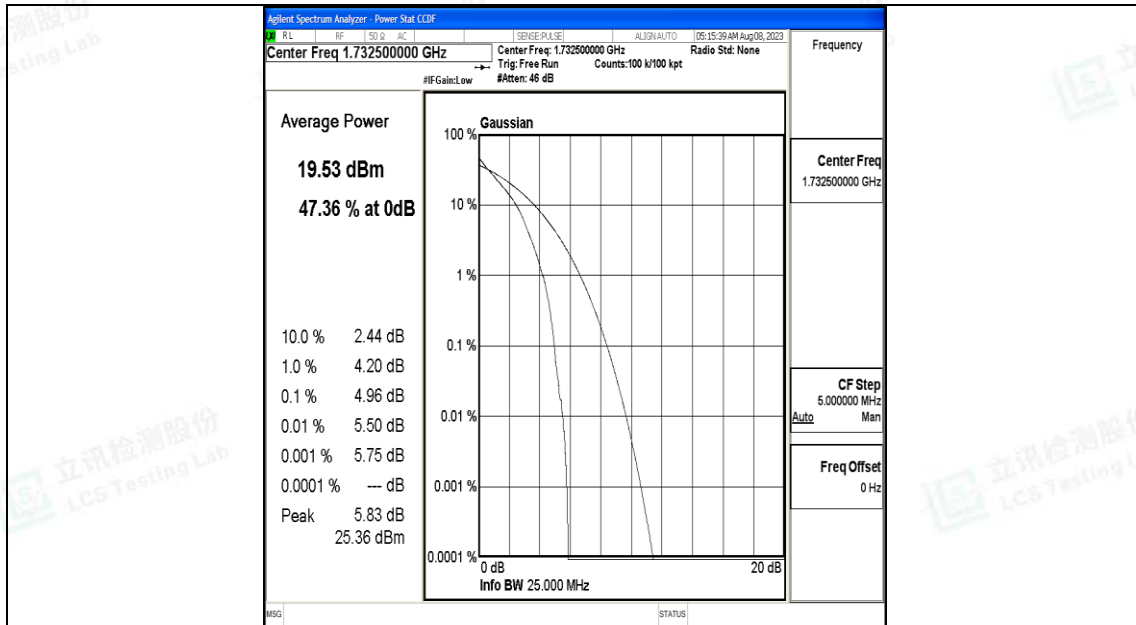 Agilent Spectrum Analyzer - Power Stat CCDF
LXI RL RF 50 Ω AC SENSE:PULSE ALIGN AUTO 05:15:39 AM Aug 08, 2023
Center Freq 1.732500000 GHz
Center Freq: 1.732500000 GHz Radio Std: None
Trig: Free Run Counts:100 k/100 kpt
#IFGain:Low #Atten: 46 dB
Frequency
Average Power
19.53 dBm
47.36 % at 0dB
10.0 % 2.44 dB
1.0 % 4.20 dB
0.1 % 4.96 dB
0.01 % 5.50 dB
0.001 % 5.75 dB
0.0001 % --- dB
Peak 5.83 dB
25.36 dBm
Gaussian
100 %
10 %
1 %
0.1 %
0.01 %
0.001 %
0.0001 %
0 dB 20 dB
Info BW 25.000 MHz
Center Freq
1.732500000 GHz
CF Step
5.000000 MHz
Auto Man
Freq Offset
0 Hz
MSG STATUS
立讯检测股份
LCS Testing Lab